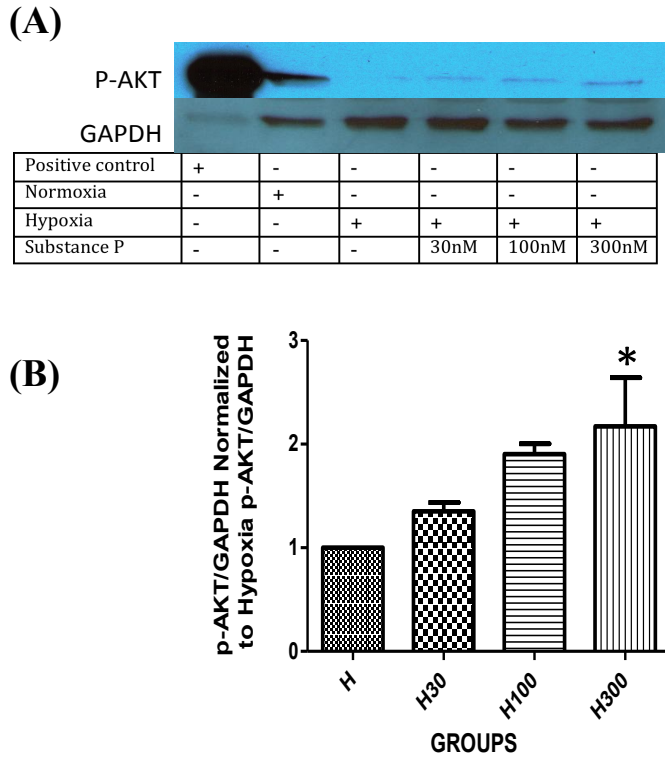 (A)
P-AKT
GAPDH
Positive control + - - - - -
Normoxia - + - - - -
Hypoxia - - + + + +
Substance P - - - 30nM 100nM 300nM
(B)
p-AKT/GAPDH Normalized
to Hypoxia p-AKT/GAPDH
3
2
1
0
*
H H30 H100 H300
GROUPS